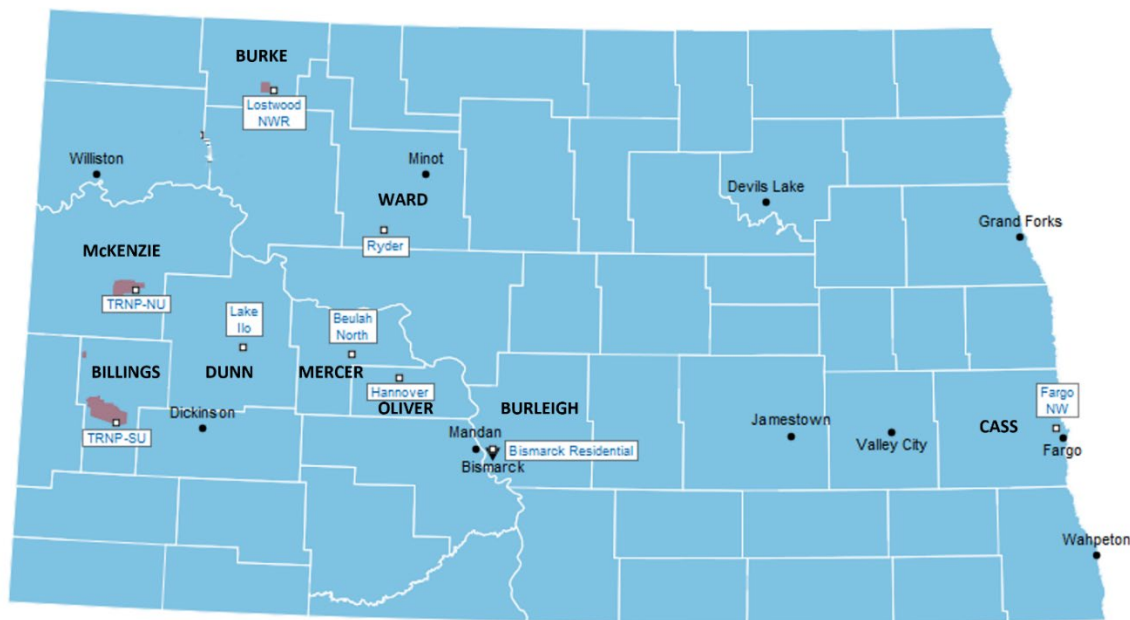 BURKE
Lostwood
NWR
Williston
Minot
WARD
Devils Lake
Grand Forks
Ryder
McKENZIE
TRNP-NU
Lake
Ilo
Beulah
North
BILLINGS
DUNN
MERCER
Hannover
OLIVER
BURLEIGH
Dickinson
TRNP-SU
Mandan
Bismarck
Bismarck Residential
Jamestown
Valley City
CASS
Fargo
NW
Fargo
Wahpeton